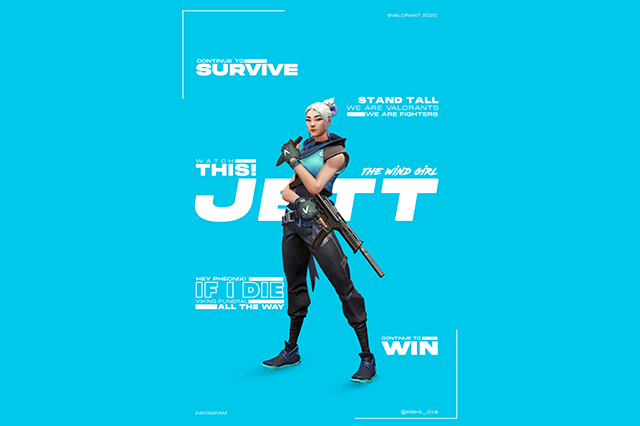 ©VALORANT 2020
CONTINUE TO
SURVIVE
STAND TALL
WE ARE VALORANTS
WE ARE FIGHTERS
WATCH
THIS!
THE WIND GIRL
JETT
HEY PHEONIX!
IF I DIE
VIKING FUNERAL
ALL THE WAY
CONTINUE TO
WIN
INSTAGRAM